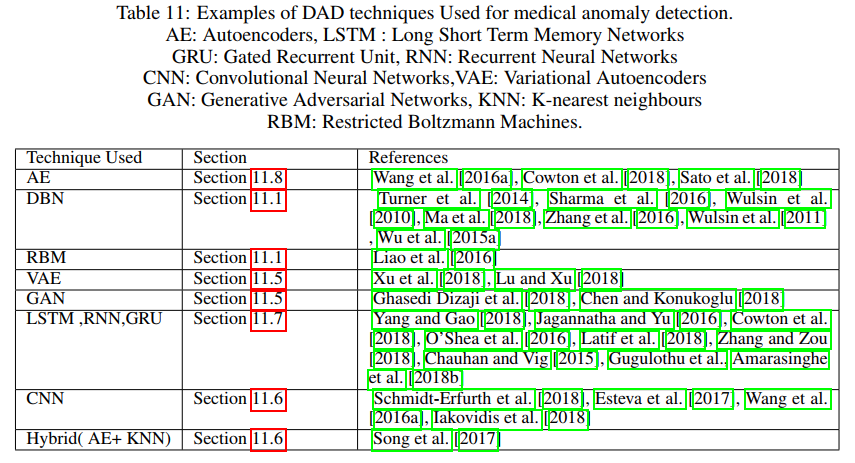 Table 11: Examples of DAD techniques Used for medical anomaly detection.
AE: Autoencoders, LSTM : Long Short Term Memory Networks
GRU: Gated Recurrent Unit, RNN: Recurrent Neural Networks
CNN: Convolutional Neural Networks,VAE: Variational Autoencoders
GAN: Generative Adversarial Networks, KNN: K-nearest neighbours
RBM: Restricted Boltzmann Machines.
Technique Used Section References
AE Section 11.8 Wang et al. [2016a], Cowton et al. [2018], Sato et al. [2018]
DBN Section 11.1 Turner et al. [2014], Sharma et al. [2016], Wulsin et al.
[2010], Ma et al. [2018], Zhang et al. [2016], Wulsin et al. [2011]
, Wu et al. [2015a]
RBM Section 11.1 Liao et al. [2016]
VAE Section 11.5 Xu et al. [2018], Lu and Xu [2018]
GAN Section 11.5 Ghasedi Dizaji et al. [2018], Chen and Konukoglu [2018]
LSTM ,RNN,GRU Section 11.7 Yang and Gao [2018], Jagannatha and Yu [2016], Cowton et al.
[2018], O'Shea et al. [2016], Latif et al. [2018], Zhang and Zou
[2018], Chauhan and Vig [2015], Gugulothu et al., Amarasinghe
et al. [2018b]
CNN Section 11.6 Schmidt-Erfurth et al. [2018], Esteva et al. [2017], Wang et al.
[2016a], Iakovidis et al. [2018]
Hybrid( AE+ KNN) Section 11.6 Song et al. [2017]